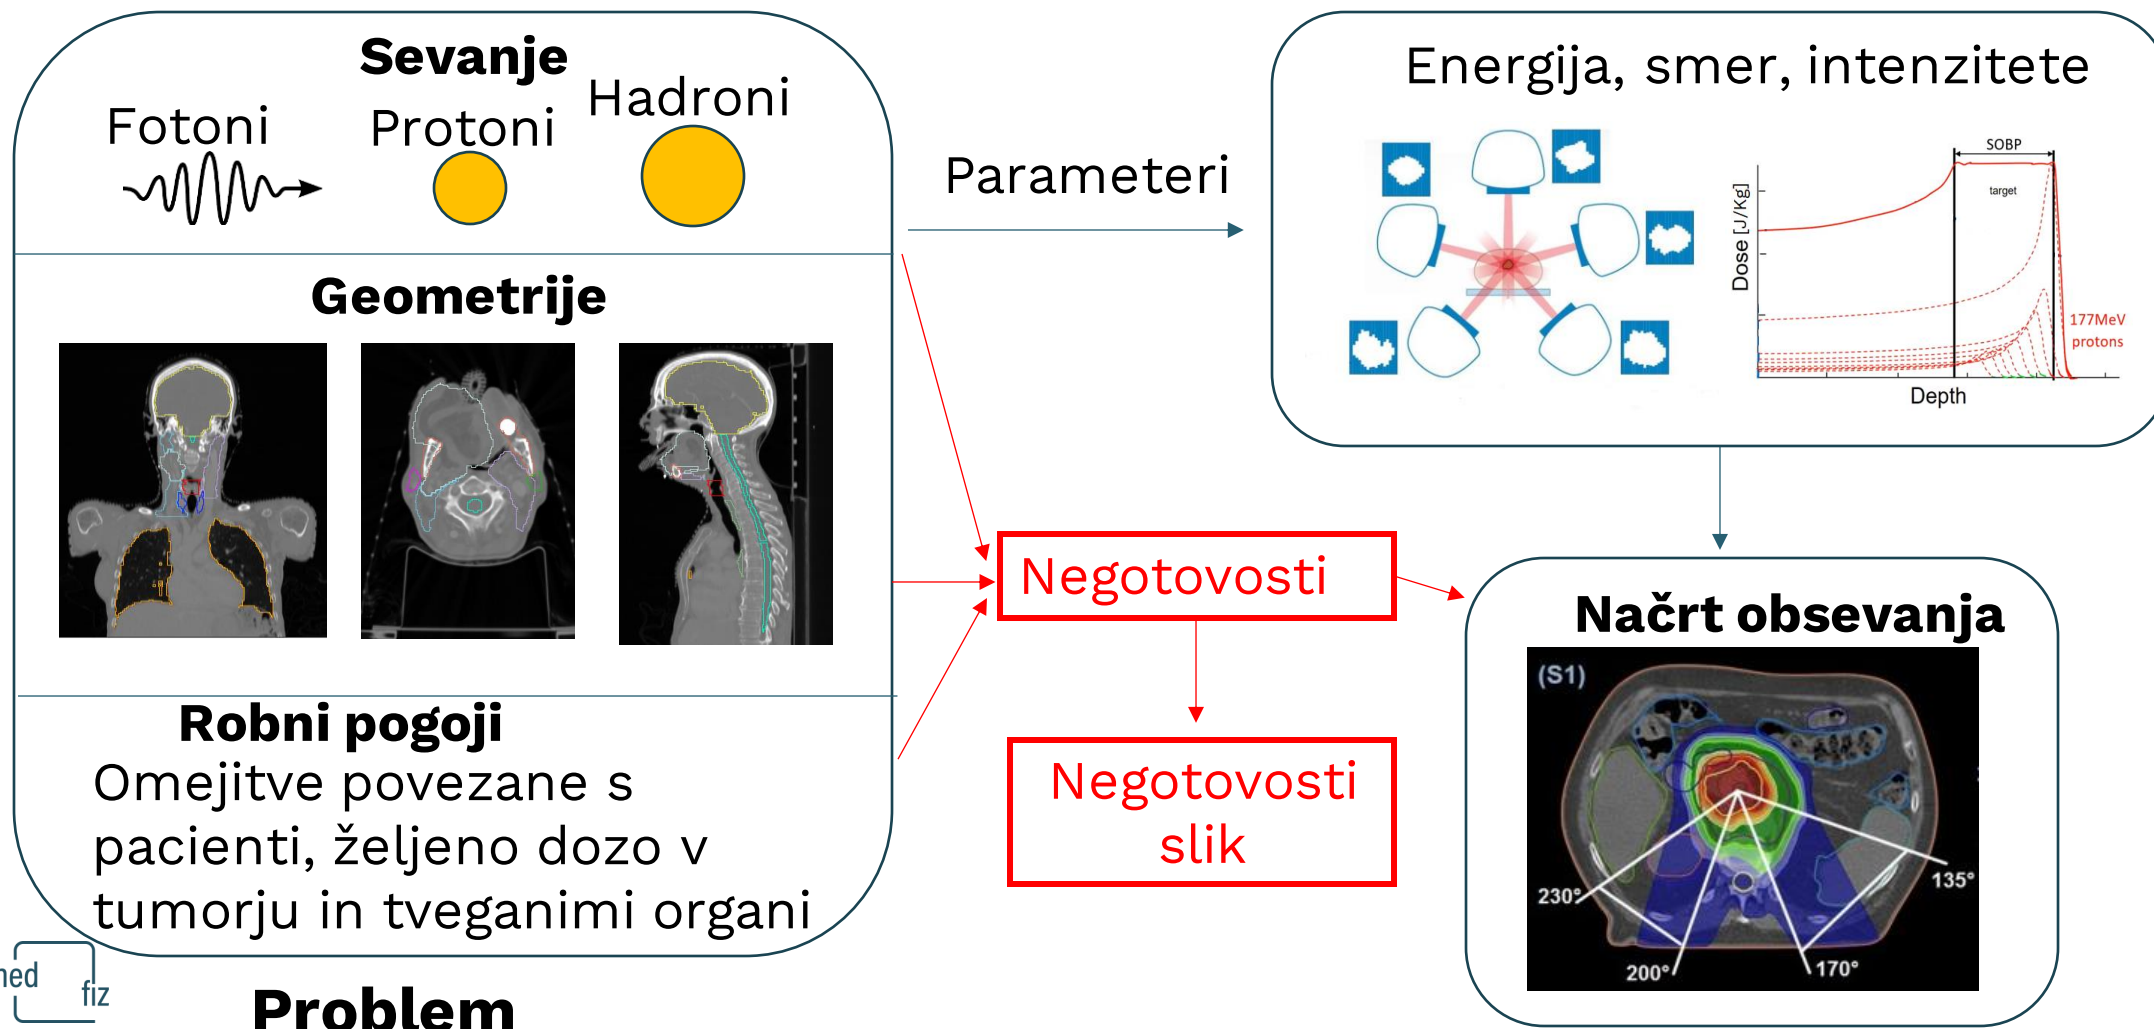 Sevanje
Fotoni
Protoni
Hadroni
Geometrije
Robni pogoji
Omejitve povezane s
pacienti, željeno dozo v
tumorju in tveganimi organi
Problem
Parameteri
Energija, smer, intenzitete
SOBP
target
Dose [J/Kg]
177MeV
protons
Depth
Negotovosti
Negotovosti
slik
Načrt obsevanja
(S1)
230°
200°
170°
135°
fiz